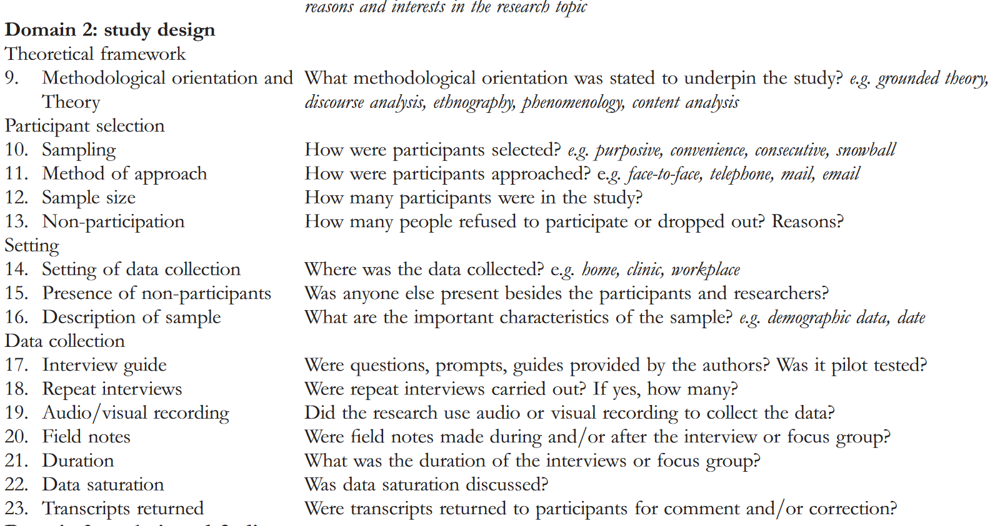 reasons and interests in the research topic
Domain 2: study design
Theoretical framework
9. Methodological orientation and What methodological orientation was stated to underpin the study? e.g. grounded theory,
Theory discourse analysis, ethnography, phenomenology, content analysis
Participant selection
10. Sampling How were participants selected? e.g. purposive, convenience, consecutive, snowball
11. Method of approach How were participants approached? e.g. face-to-face, telephone, mail, email
12. Sample size How many participants were in the study?
13. Non-participation How many people refused to participate or dropped out? Reasons?
Setting
14. Setting of data collection Where was the data collected? e.g. home, clinic, workplace
15. Presence of non-participants Was anyone else present besides the participants and researchers?
16. Description of sample What are the important characteristics of the sample? e.g. demographic data, date
Data collection
17. Interview guide Were questions, prompts, guides provided by the authors? Was it pilot tested?
18. Repeat interviews Were repeat interviews carried out? If yes, how many?
19. Audio/visual recording Did the research use audio or visual recording to collect the data?
20. Field notes Were field notes made during and/or after the interview or focus group?
21. Duration What was the duration of the interviews or focus group?
22. Data saturation Was data saturation discussed?
23. Transcripts returned Were transcripts returned to participants for comment and/or correction?